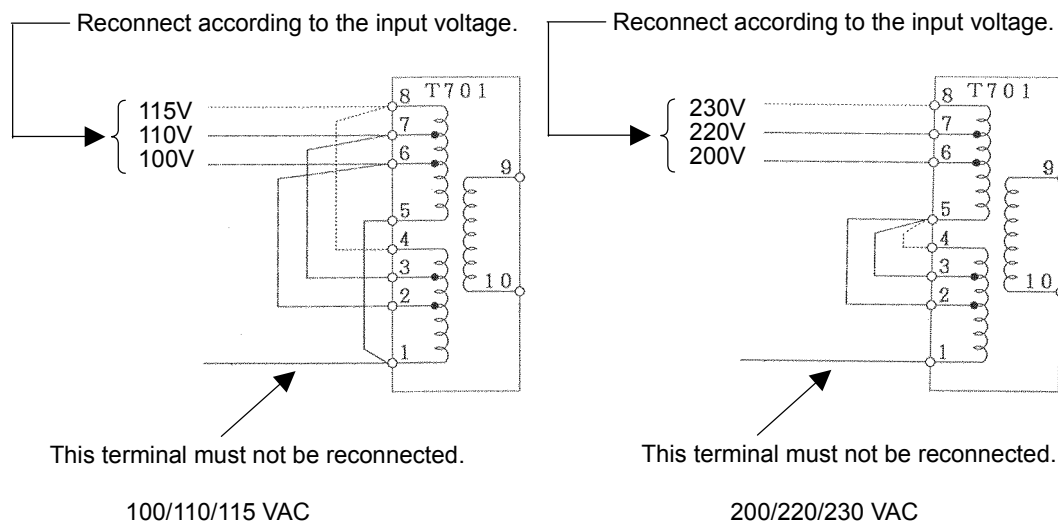 Reconnect according to the input voltage.
115V
110V
100V
T701
8
7
6
5
4
3
2
1
9
10
This terminal must not be reconnected.
100/110/115 VAC
Reconnect according to the input voltage.
230V
220V
200V
T701
8
7
6
5
4
3
2
1
9
10
This terminal must not be reconnected.
200/220/230 VAC